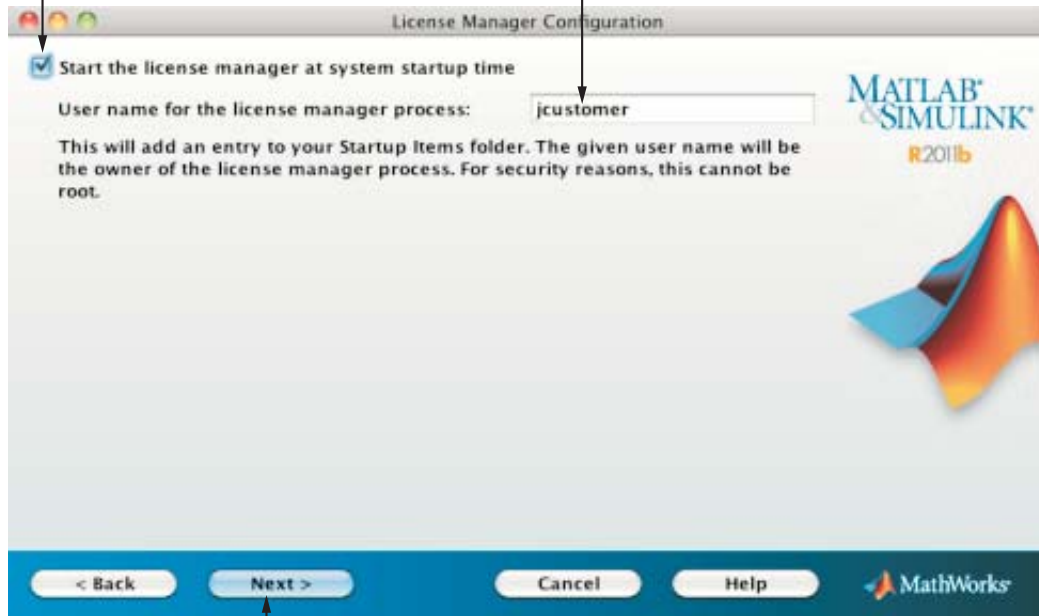 License Manager Configuration
Start the license manager at system startup time
User name for the license manager process: jcustomer
This will add an entry to your Startup Items folder. The given user name will be
the owner of the license manager process. For security reasons, this cannot be
root.
MATLAB®
&SIMULINK®
R2011b
< Back Next > Cancel Help MathWorks®